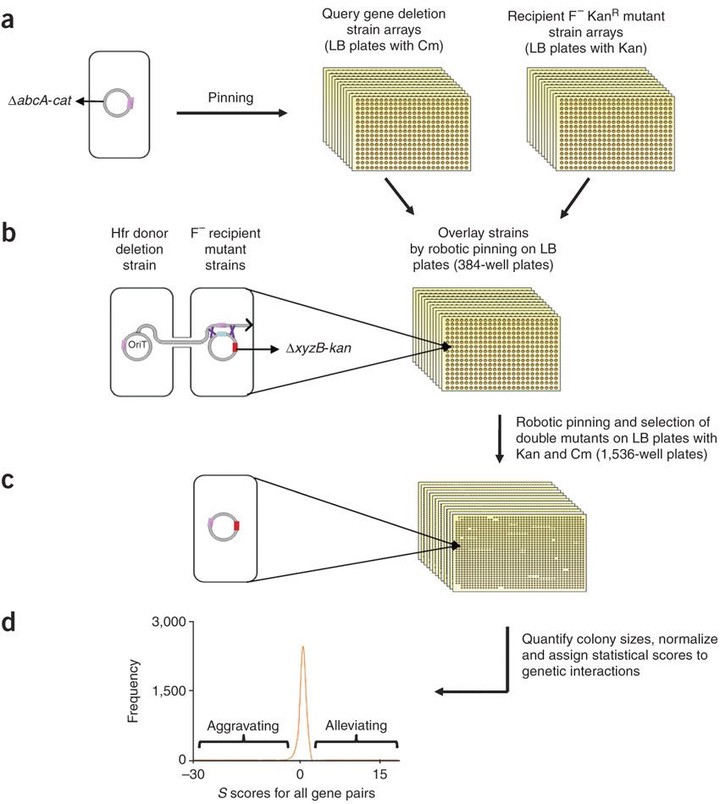 a
Query gene deletion
strain arrays
(LB plates with Cm)
Recipient F⁻ Kanᴿ mutant
strain arrays
(LB plates with Kan)
ΔabcA-cat
Pinning
b
Hfr donor
deletion
strain
F⁻ recipient
mutant
strains
Overlay strains
by robotic pinning on LB
plates (384-well plates)
OriT
ΔxyzB-kan
Robotic pinning and selection of
double mutants on LB plates with
Kan and Cm (1,536-well plates)
c
d
3,000
1,500
0
Frequency
Aggravating
Alleviating
–30
0
15
S scores for all gene pairs
Quantify colony sizes, normalize
and assign statistical scores to
genetic interactions